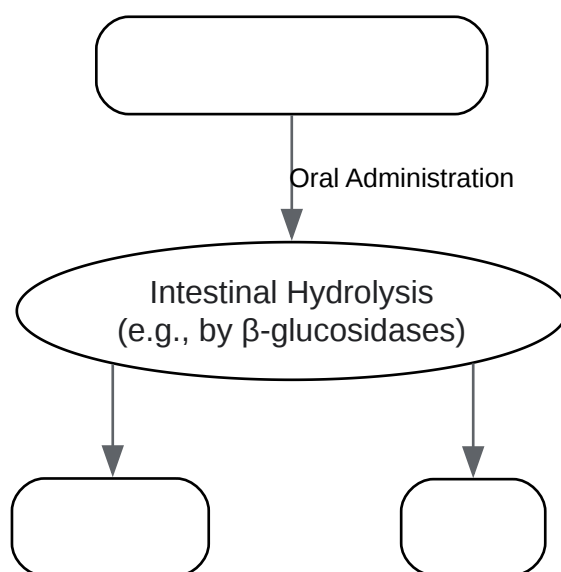 Oral Administration
Intestinal Hydrolysis
(e.g., by β-glucosidases)